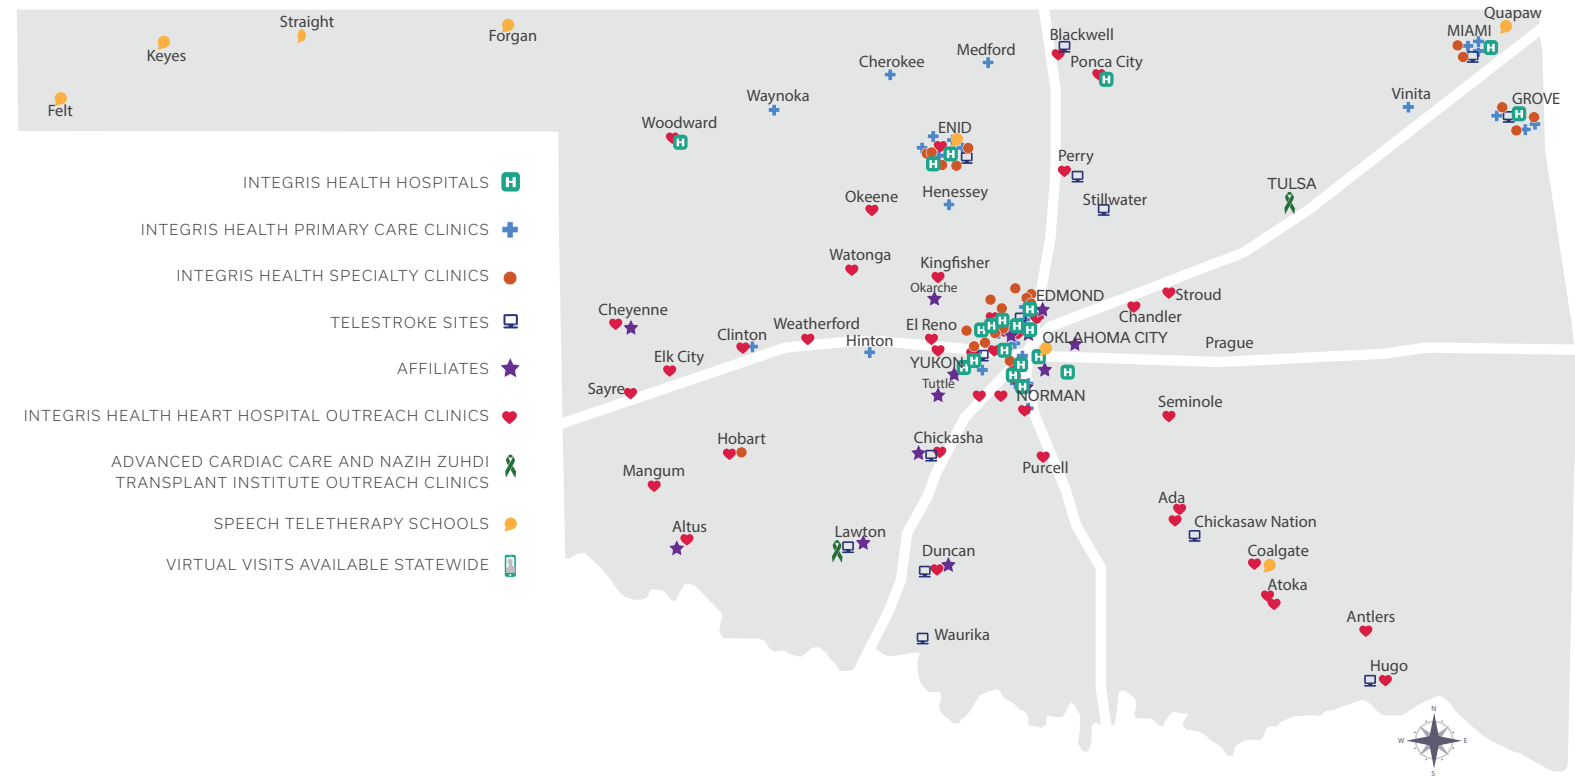 Straight
Forgan
Keyes
Felt
Quapaw
MIAMI
Blackwell
Medford
Ponca City
Cherokee
Waynoka
Vinita
GROVE
Woodward
ENID
Perry
TULSA
Henessey
Okeene
Stillwater
Watonga
Kingfisher
Okarche
EDMOND
Stroud
Cheyenne
Chandler
Weatherford
El Reno
Clinton
Hinton
OKLAHOMA CITY
Prague
Elk City
YUKON
Sayre
Tuttle
NORMAN
Seminole
Hobart
Chickasha
Mangum
Purcell
Ada
Altus
Lawton
Chickasaw Nation
Duncan
Coalgate
Atoka
Antlers
Waurika
Hugo
INTEGRIS HEALTH HOSPITALS H
INTEGRIS HEALTH PRIMARY CARE CLINICS
INTEGRIS HEALTH SPECIALTY CLINICS
TELESTROKE SITES
AFFILIATES
INTEGRIS HEALTH HEART HOSPITAL OUTREACH CLINICS
ADVANCED CARDIAC CARE AND NAZIH ZUHDI
TRANSPLANT INSTITUTE OUTREACH CLINICS
SPEECH TELETHERAPY SCHOOLS
VIRTUAL VISITS AVAILABLE STATEWIDE
N
W E
S